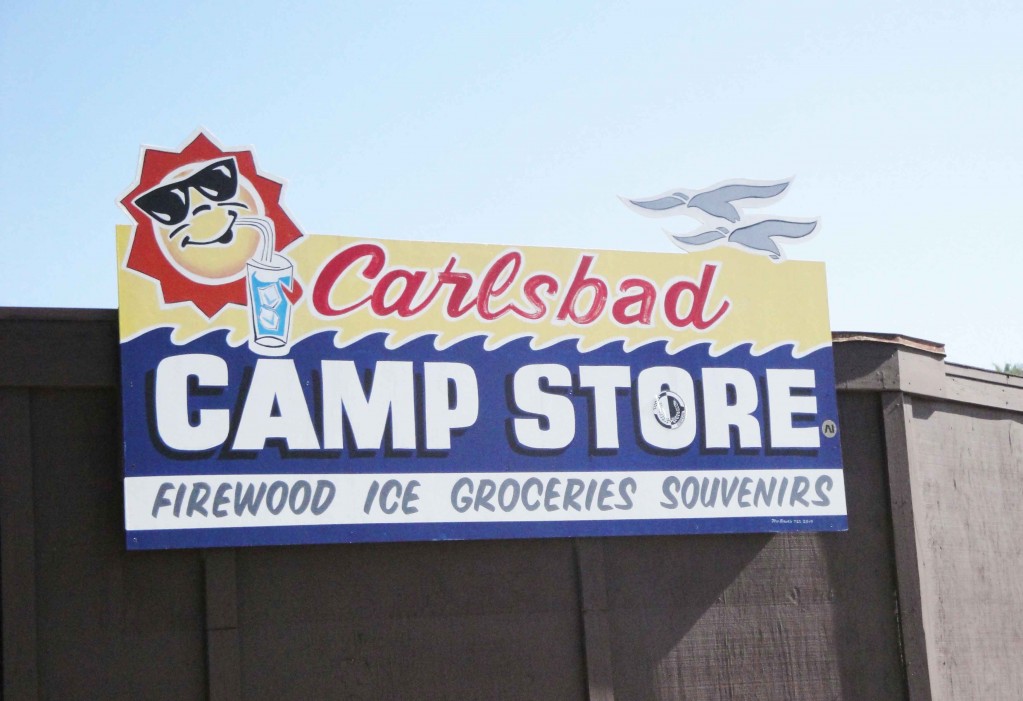 Carlsbad
CAMP STORE
FIREWOOD ICE GROCERIES SOUVENIRS